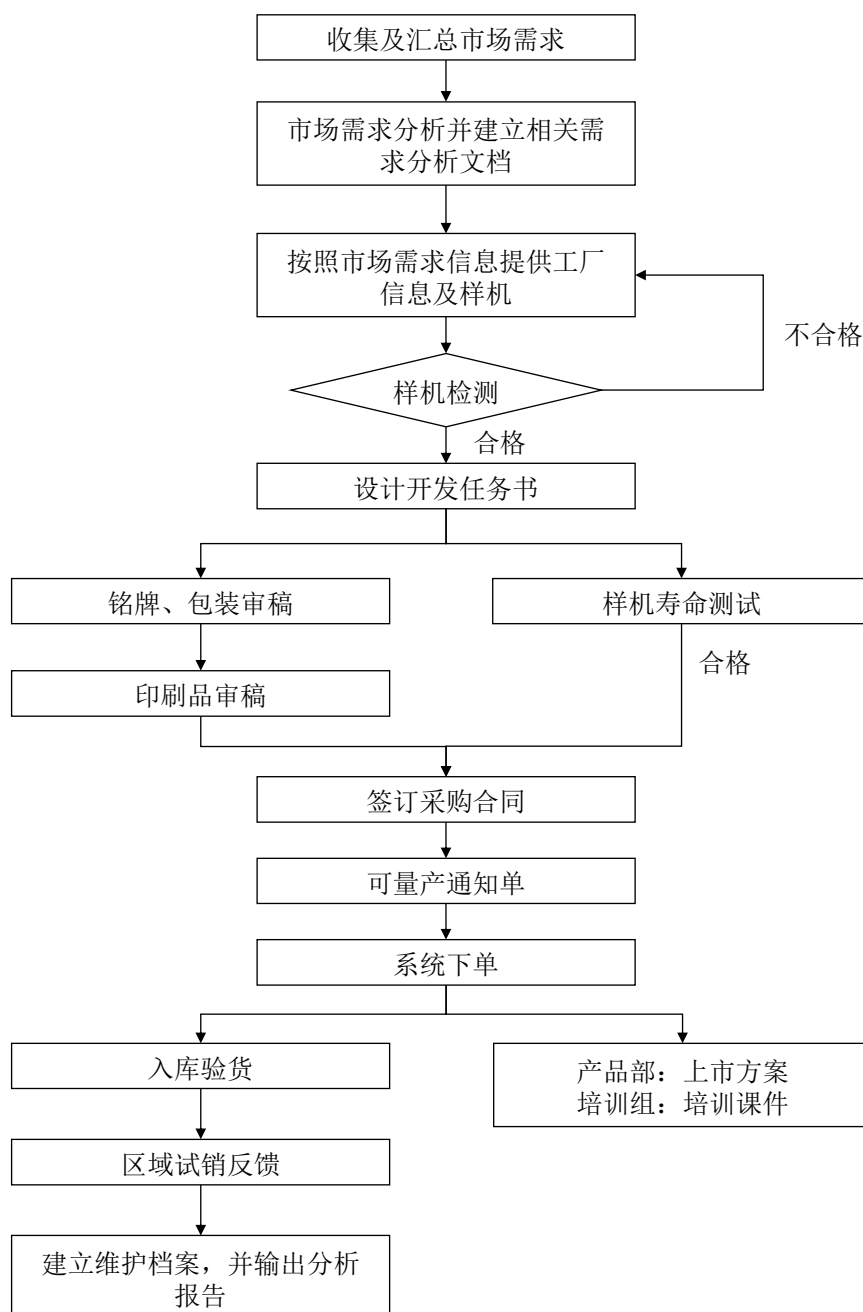 收集及汇总市场需求
市场需求分析并建立相关需
求分析文档
按照市场需求信息提供工厂
信息及样机
不合格
样机检测
合格
设计开发任务书
铭牌、包装审稿
样机寿命测试
合格
印刷品审稿
签订采购合同
可量产通知单
系统下单
入库验货
产品部：上市方案
培训组：培训课件
区域试销反馈
建立维护档案，并输出分析
报告